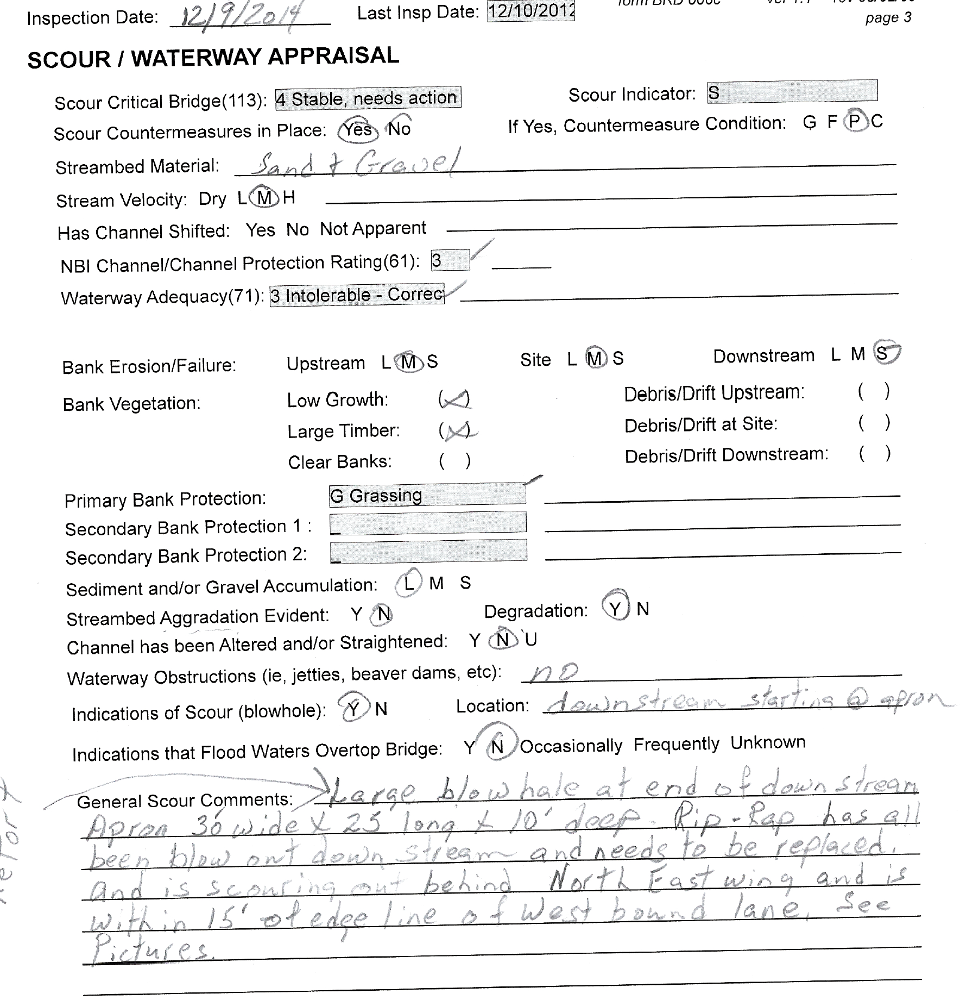 Inspection Date: 12/9/2014 Last Insp Date: 12/10/2012
page 3
SCOUR / WATERWAY APPRAISAL
Scour Critical Bridge(113): 4 Stable, needs action Scour Indicator: S
Scour Countermeasures in Place: Yes No If Yes, Countermeasure Condition: G F P C
Streambed Material: Sand & Gravel
Stream Velocity: Dry L M H
Has Channel Shifted: Yes No Not Apparent
NBI Channel/Channel Protection Rating(61): 3
Waterway Adequacy(71): 3 Intolerable - Correc
Bank Erosion/Failure: Upstream L M S Site L M S Downstream L M S
Bank Vegetation: Low Growth: (X) Debris/Drift Upstream: ( )
Large Timber: (X) Debris/Drift at Site: ( )
Clear Banks: ( ) Debris/Drift Downstream: ( )
Primary Bank Protection: G Grassing
Secondary Bank Protection 1 : _
Secondary Bank Protection 2: _
Sediment and/or Gravel Accumulation: L M S
Streambed Aggradation Evident: Y N Degradation: Y N
Channel has been Altered and/or Straightened: Y N U
Waterway Obstructions (ie, jetties, beaver dams, etc): no
Indications of Scour (blowhole): Y N Location: downstream starting @ apron
Indications that Flood Waters Overtop Bridge: Y N Occasionally Frequently Unknown
General Scour Comments: Large blow hale at end of down stream
Apron 30' wide X 25' long X 10' deep. Rip-Rap has all
been blow out down stream and needs to be replaced,
and is scouring out behind North East wing and is
within 15' of edge line of West bound lane, See
Pictures.